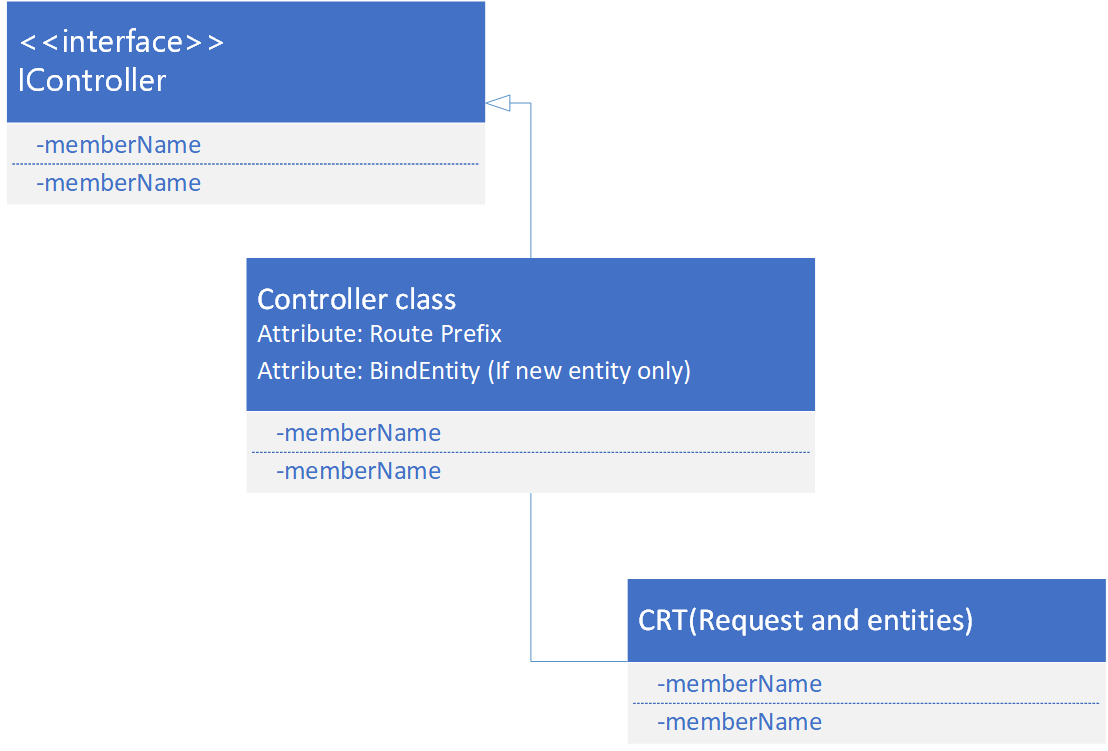 <<interface>>
IController
-memberName
-memberName
Controller class
Attribute: Route Prefix
Attribute: BindEntity (If new entity only)
-memberName
-memberName
CRT(Request and entities)
-memberName
-memberName